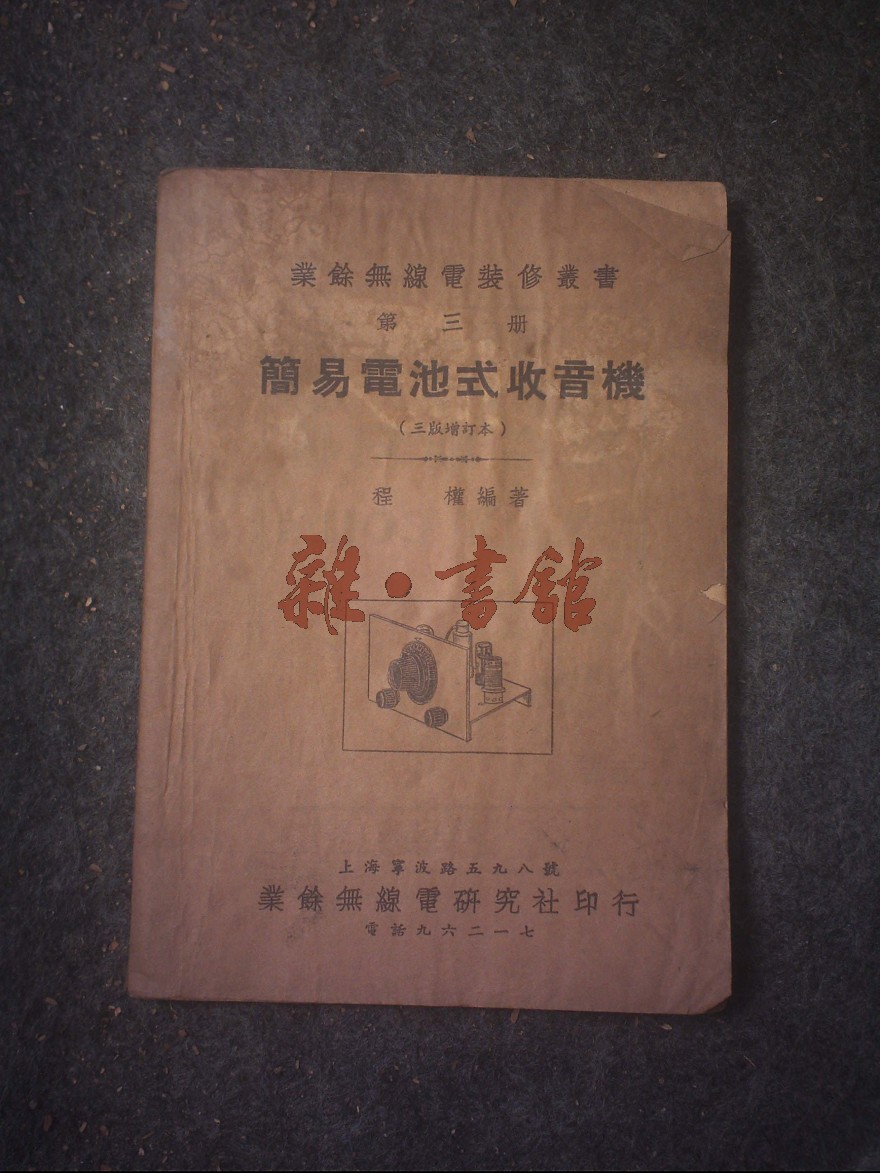 業餘無線電裝修叢書
第三册
簡易電池式收音機
(三版增訂本)
程權編著
雜·書館
上海寧波路五九八號
業餘無線電研究社印行
電話九六二一七